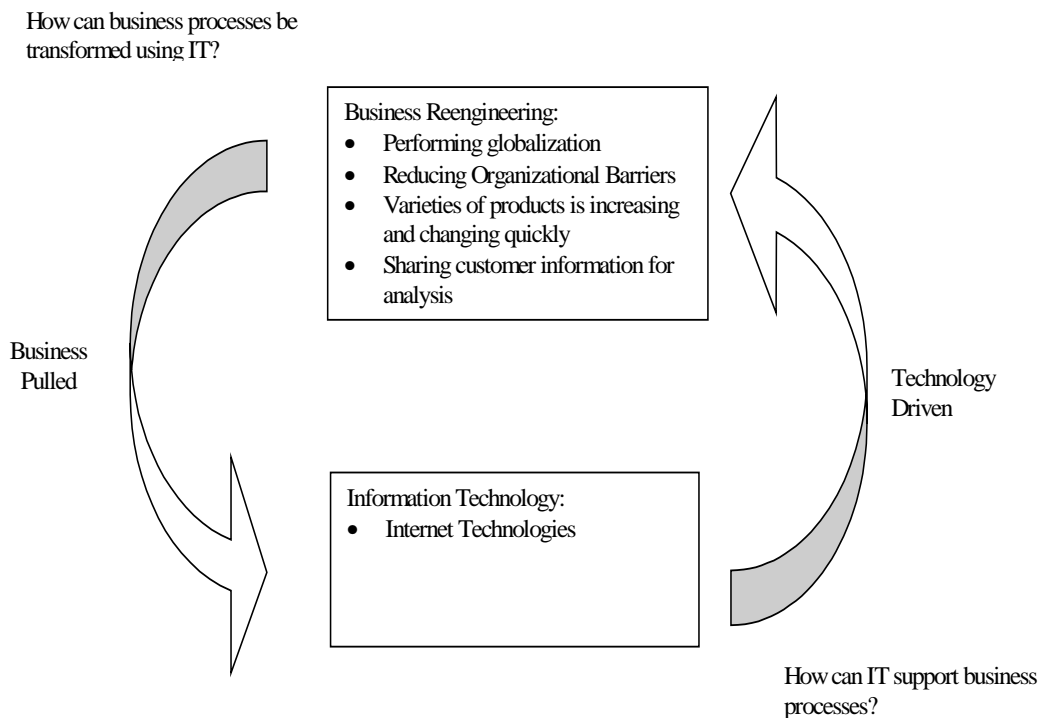 How can business processes be
transformed using IT?
Business Reengineering:
• Performing globalization
• Reducing Organizational Barriers
• Varieties of products is increasing
and changing quickly
• Sharing customer information for
analysis
Business
Pulled
Technology
Driven
Information Technology:
• Internet Technologies
How can IT support business
processes?